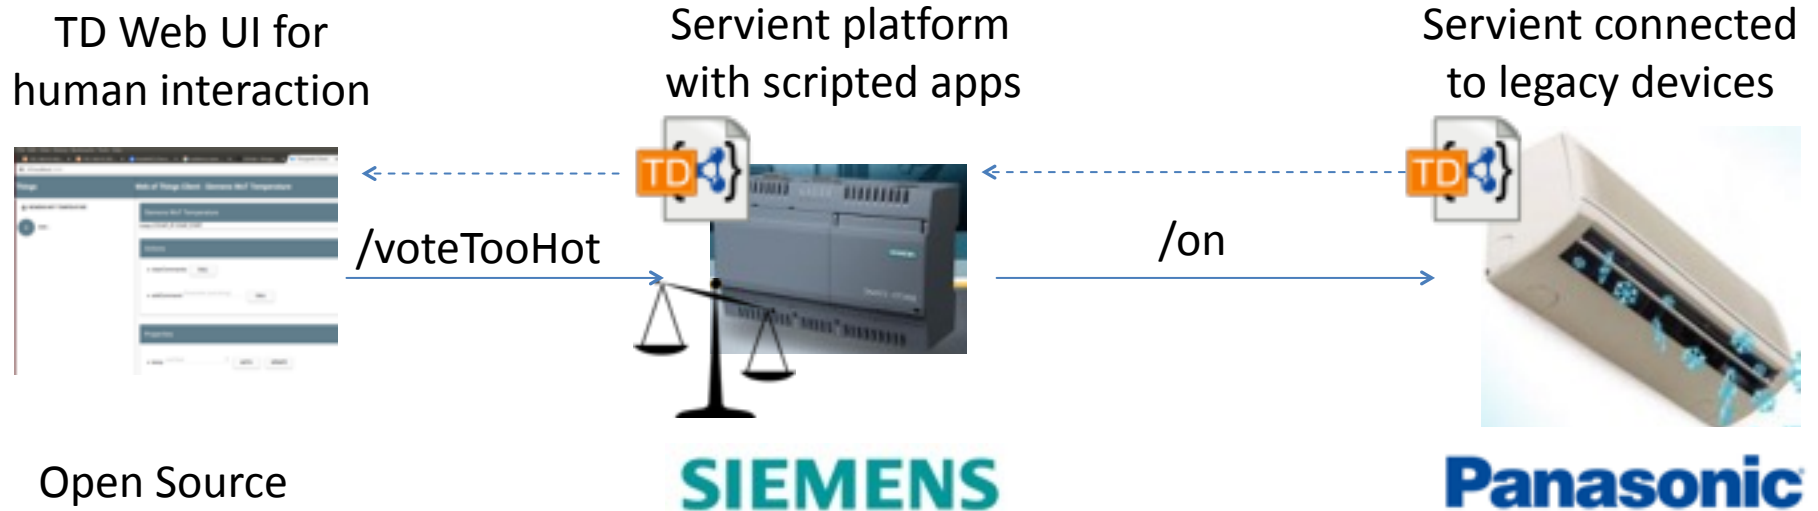 TD Web UI for
human interaction
Servient platform
with scripted apps
Servient connected
to legacy devices
TD
TD
/voteTooHot
/on
Open Source
SIEMENS
Panasonic